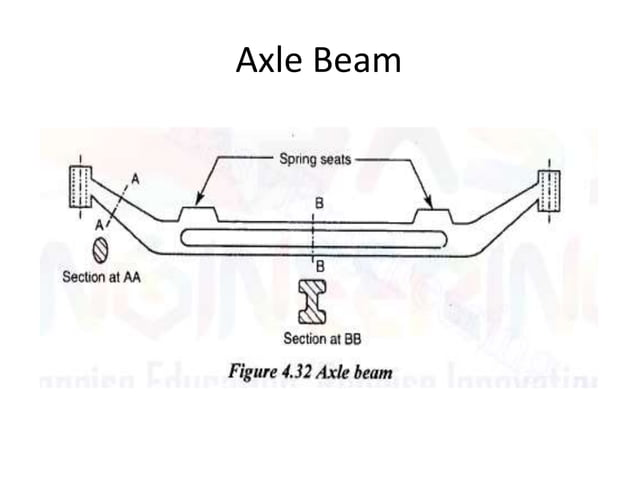 Axle Beam
Spring seats
A
B
A
B
Section at AA
Section at BB
Figure 4.32 Axle beam